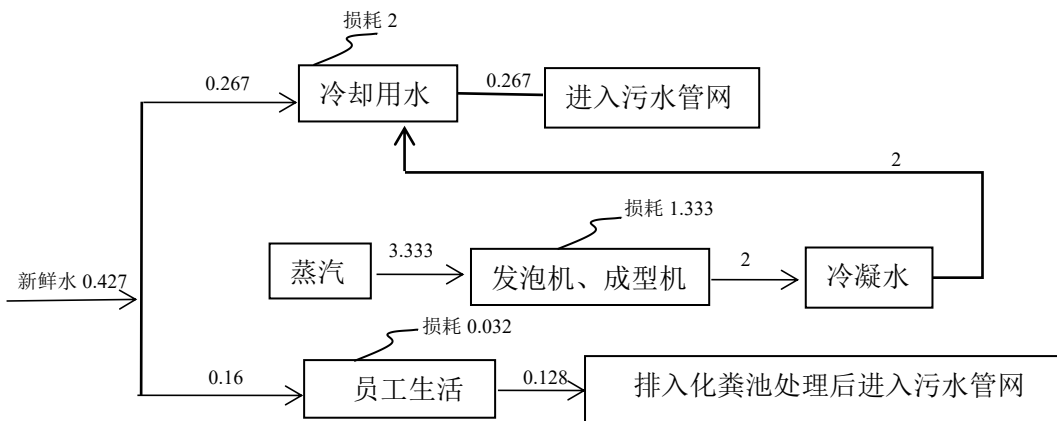 损耗 2
0.267
冷却用水
0.267
进入污水管网
2
损耗 1.333
蒸汽
3.333
发泡机、成型机
2
冷凝水
新鲜水 0.427
损耗 0.032
0.16
员工生活
0.128
排入化粪池处理后进入污水管网